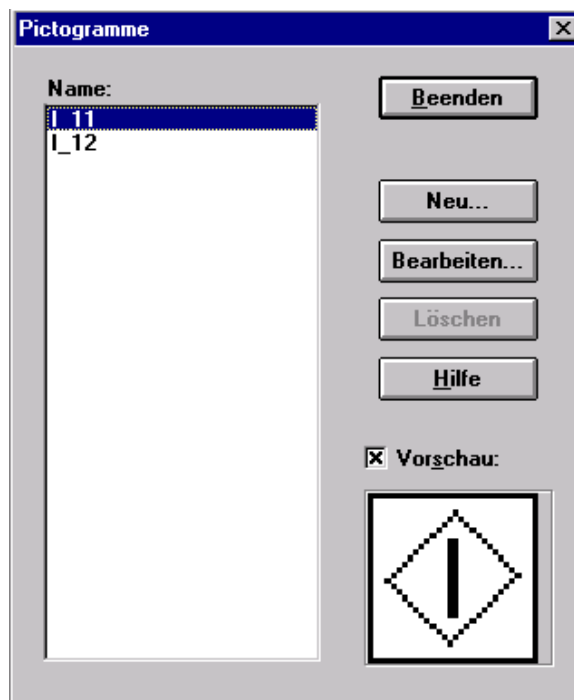 Pictogramme
Name:
I_11
I_12
Beenden
Neu...
Bearbeiten...
Löschen
Hilfe
Vorschau: